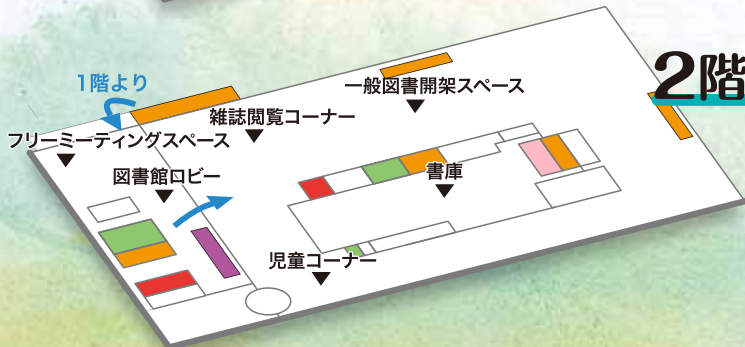 2階
1階より
一般図書開架スペース
雑誌閲覧コーナー
フリーミーティングスペース
図書館ロビー
書庫
児童コーナー